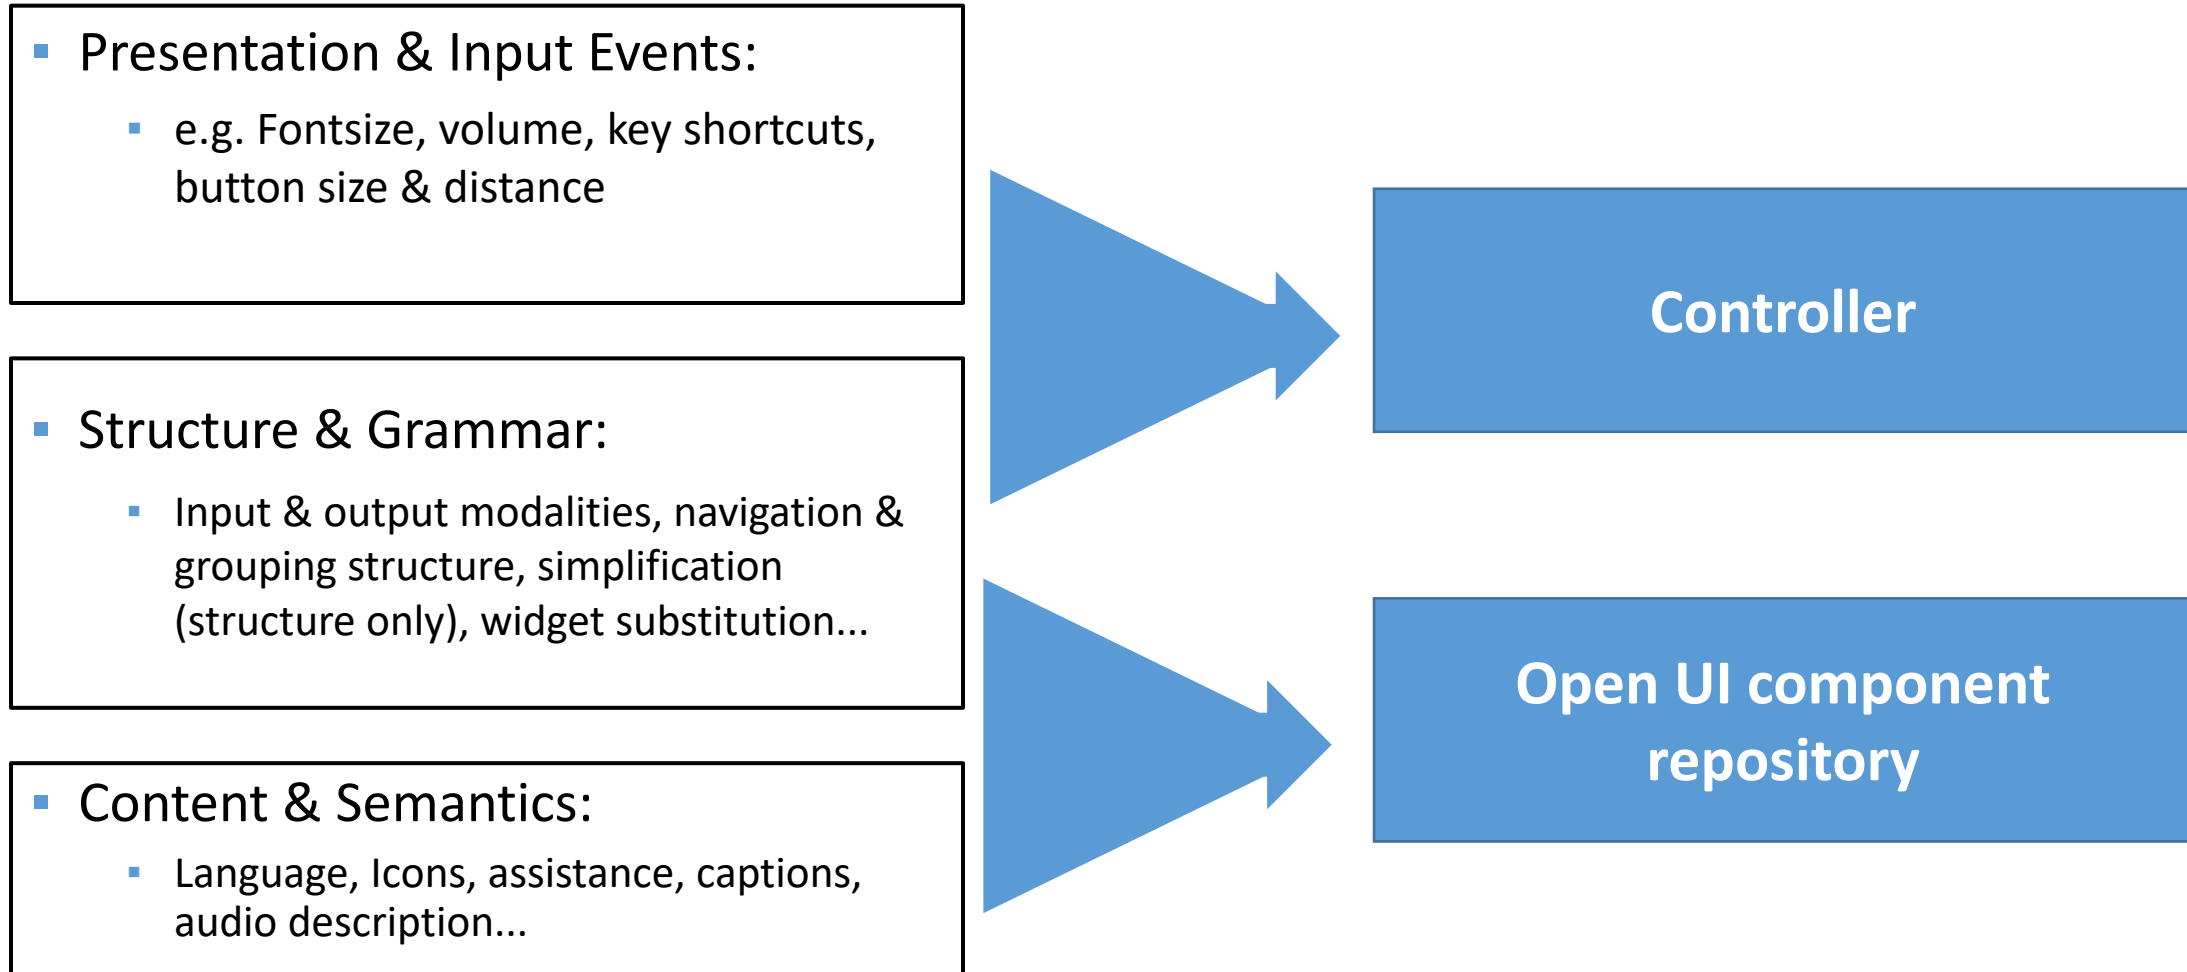 Presentation & Input Events:
e.g. Fontsize, volume, key shortcuts,
button size & distance
Structure & Grammar:
Input & output modalities, navigation &
grouping structure, simplification
(structure only), widget substitution...
Content & Semantics:
Language, Icons, assistance, captions,
audio description...
Controller
Open UI component
repository